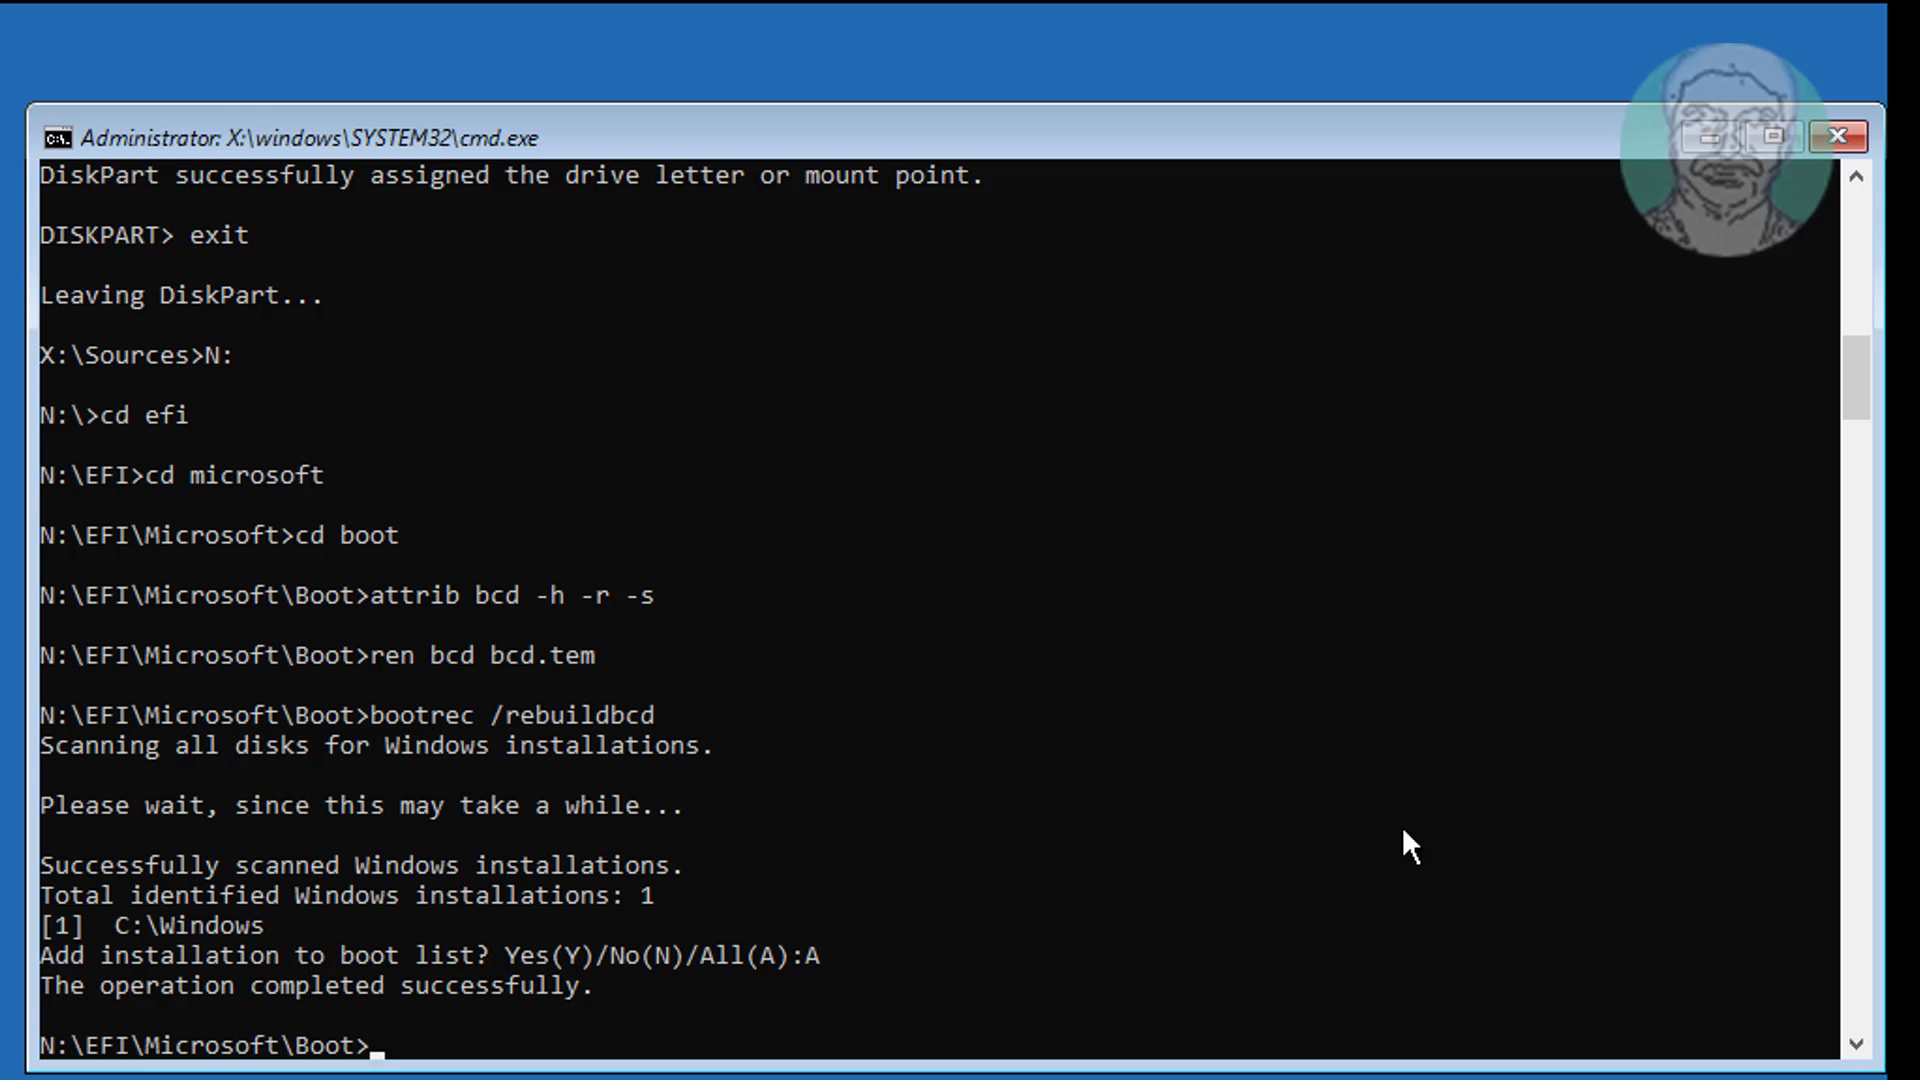 Administrator: X:\windows\SYSTEM32\cmd.exe
DiskPart successfully assigned the drive letter or mount point.
DISKPART> exit
Leaving DiskPart...
X:\Sources>N:
N:\>cd efi
N:\EFI>cd microsoft
N:\EFI\Microsoft>cd boot
N:\EFI\Microsoft\Boot>attrib bcd -h -r -s
N:\EFI\Microsoft\Boot>ren bcd bcd.tem
N:\EFI\Microsoft\Boot>bootrec /rebuildbcd
Scanning all disks for Windows installations.
Please wait, since this may take a while...
Successfully scanned Windows installations.
Total identified Windows installations: 1
[1]  C:\Windows
Add installation to boot list? Yes(Y)/No(N)/All(A):A
The operation completed successfully.
N:\EFI\Microsoft\Boot>